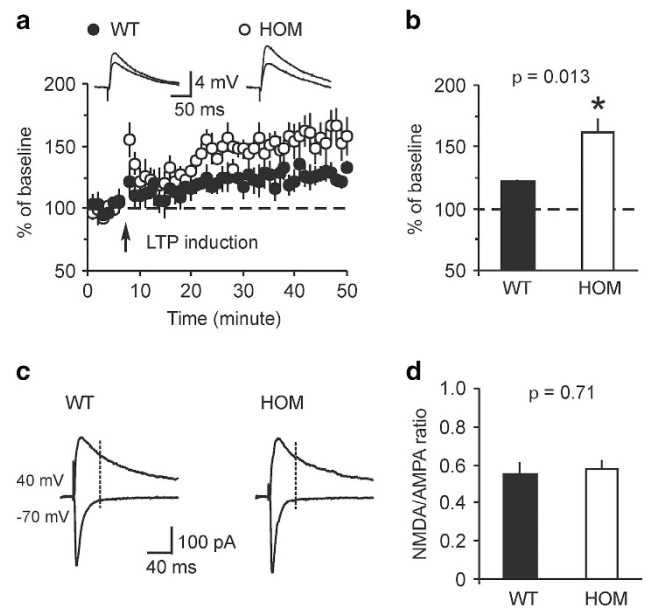 a
WT
HOM
4 mV
50 ms
200
150
100
50
% of baseline
LTP induction
0 10 20 30 40 50
Time (minute)
b
p = 0.013
*
200
150
100
50
% of baseline
WT HOM
c
WT
HOM
40 mV
-70 mV
100 pA
40 ms
d
p = 0.71
1.0
0.8
0.6
0.4
0.2
0
NMDA/AMPA ratio
WT HOM